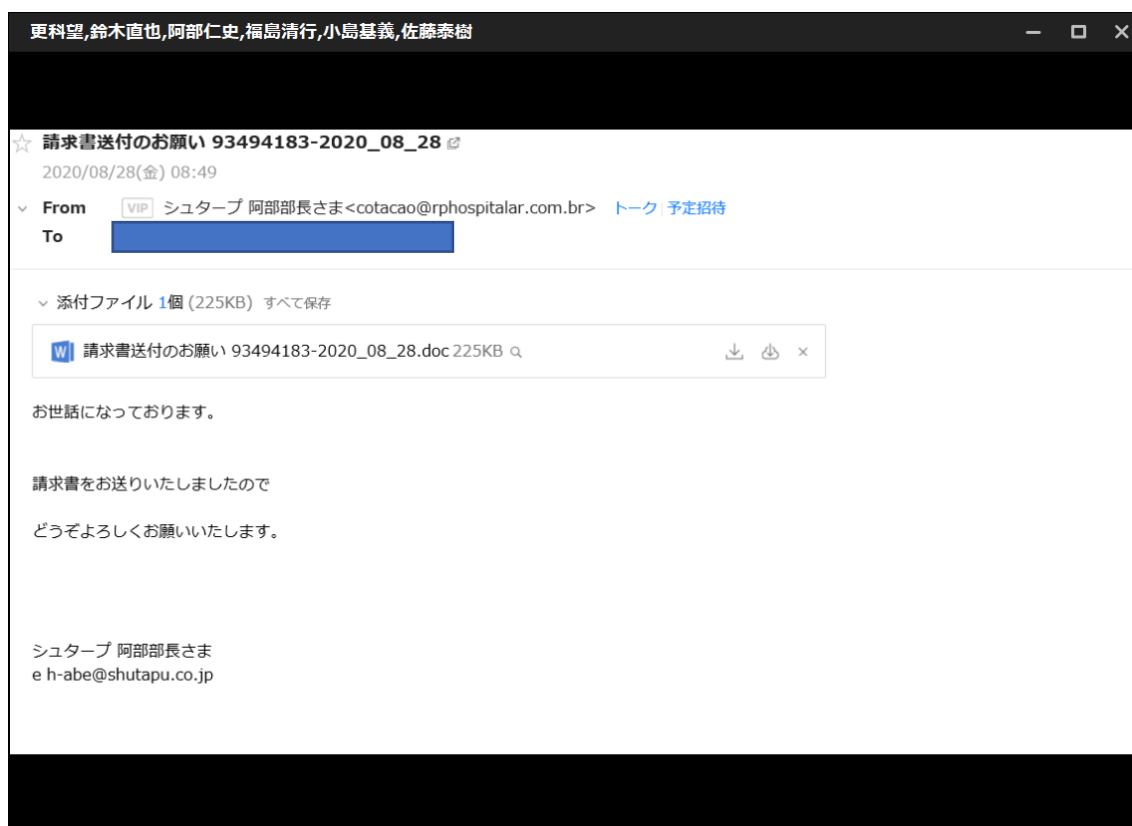 更科望,鈴木直也,阿部仁史,福島清行,小島基義,佐藤泰樹
請求書送付のお願い 93494183-2020_08_28
2020/08/28(金) 08:49
From VIP シュタープ 阿部部長さま<cotacao@rphospitalar.com.br> トーク 予定招待
To
添付ファイル 1個 (225KB) すべて保存
請求書送付のお願い 93494183-2020_08_28.doc 225KB
お世話になっております。
請求書をお送りいたしましたので
どうぞよろしくお願いいたします。
シュタープ 阿部部長さま
e h-abe@shutapu.co.jp